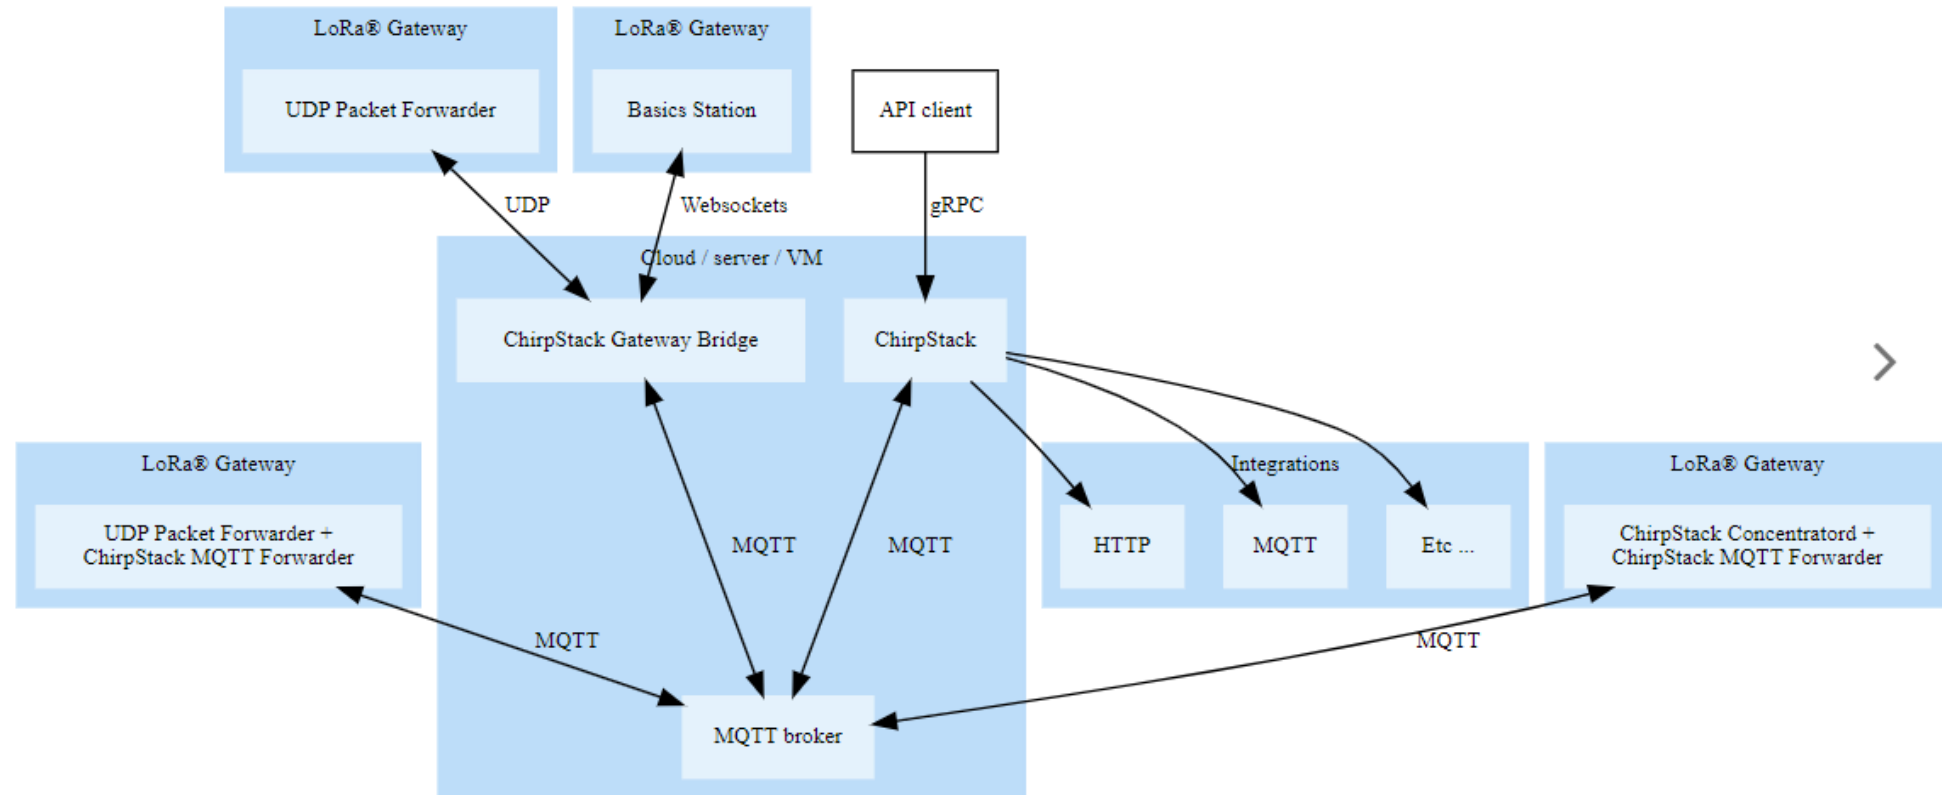 LoRa® Gateway
UDP Packet Forwarder
LoRa® Gateway
Basics Station
API client
UDP
Websockets
gRPC
Cloud / server / VM
ChirpStack Gateway Bridge
ChirpStack
LoRa® Gateway
UDP Packet Forwarder +
ChirpStack MQTT Forwarder
MQTT
MQTT
Integrations
HTTP
MQTT
Etc ...
LoRa® Gateway
ChirpStack Concentratord +
ChirpStack MQTT Forwarder
MQTT
MQTT
MQTT broker